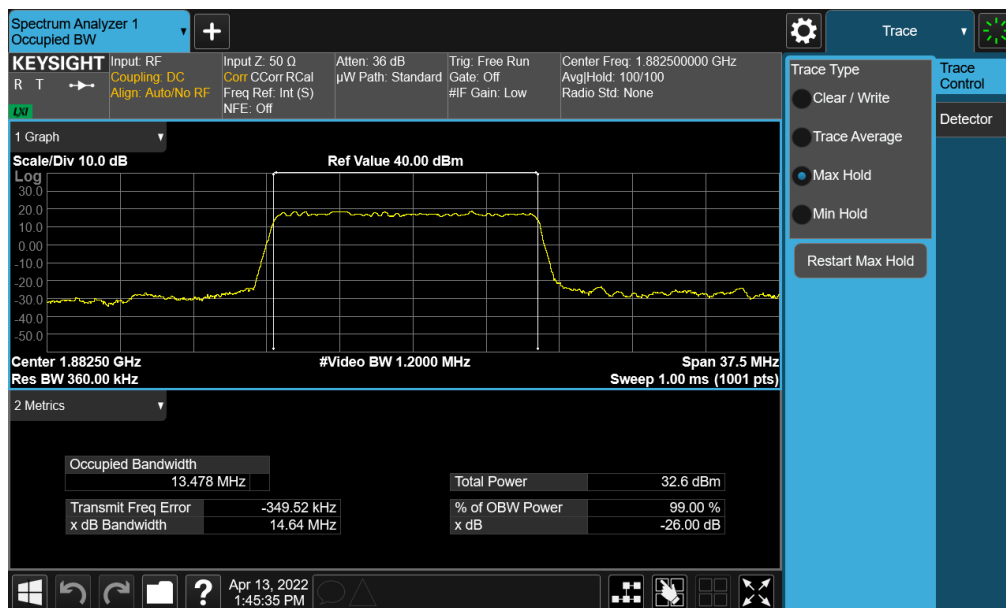 Spectrum Analyzer 1
Occupied BW
+
Trace
KEYSIGHT
R T
LXI
Input: RF
Coupling: DC
Align: Auto/No RF
Input Z: 50 Ω
Corr CCorr RCal
Freq Ref: Int (S)
NFE: Off
Atten: 36 dB
µW Path: Standard
Trig: Free Run
Gate: Off
#IF Gain: Low
Center Freq: 1.882500000 GHz
Avg|Hold: 100/100
Radio Std: None
Trace Type
Clear / Write
Trace Average
Max Hold
Min Hold
Restart Max Hold
Trace
Control
Detector
1 Graph
Scale/Div 10.0 dB
Ref Value 40.00 dBm
Log
30.0
20.0
10.0
0.00
-10.0
-20.0
-30.0
-40.0
-50.0
Center 1.88250 GHz
#Video BW 1.2000 MHz
Span 37.5 MHz
Res BW 360.00 kHz
Sweep 1.00 ms (1001 pts)
2 Metrics
Occupied Bandwidth
13.478 MHz
Transmit Freq Error -349.52 kHz
x dB Bandwidth 14.64 MHz
Total Power 32.6 dBm
% of OBW Power 99.00 %
x dB -26.00 dB
?
Apr 13, 2022
1:45:35 PM